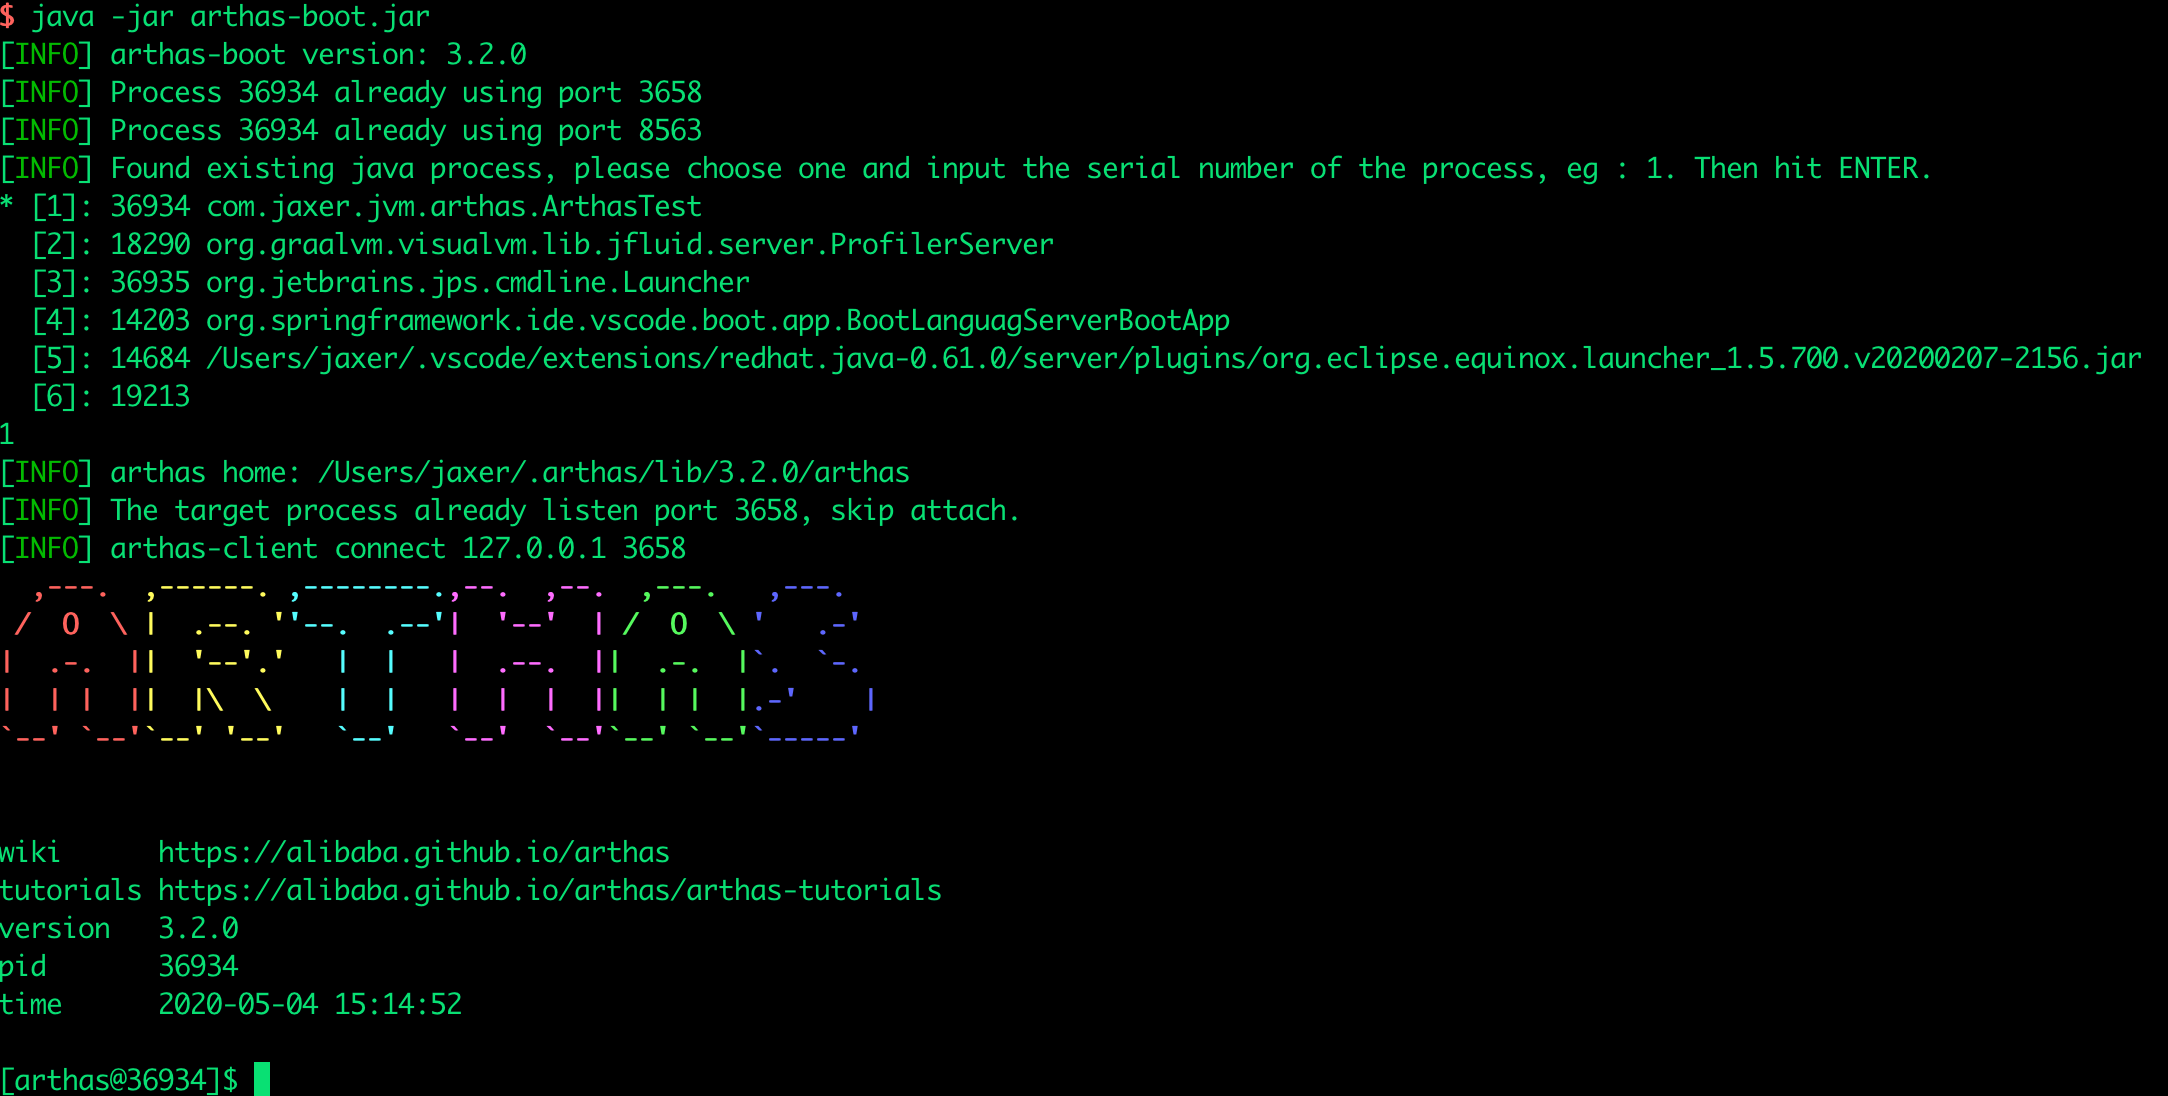 $ java -jar arthas-boot.jar
[INFO] arthas-boot version: 3.2.0
[INFO] Process 36934 already using port 3658
[INFO] Process 36934 already using port 8563
[INFO] Found existing java process, please choose one and input the serial number of the process, eg : 1. Then hit ENTER.
* [1]: 36934 com.jaxer.jvm.arthas.ArthasTest
  [2]: 18290 org.graalvm.visualvm.lib.jfluid.server.ProfilerServer
  [3]: 36935 org.jetbrains.jps.cmdline.Launcher
  [4]: 14203 org.springframework.ide.vscode.boot.app.BootLanguagServerBootApp
  [5]: 14684 /Users/jaxer/.vscode/extensions/redhat.java-0.61.0/server/plugins/org.eclipse.equinox.launcher_1.5.700.v20200207-2156.jar
  [6]: 19213
1
[INFO] arthas home: /Users/jaxer/.arthas/lib/3.2.0/arthas
[INFO] The target process already listen port 3658, skip attach.
[INFO] arthas-client connect 127.0.0.1 3658
ARTHAS
wiki      https://alibaba.github.io/arthas
tutorials https://alibaba.github.io/arthas/arthas-tutorials
version   3.2.0
pid       36934
time      2020-05-04 15:14:52
[arthas@36934]$